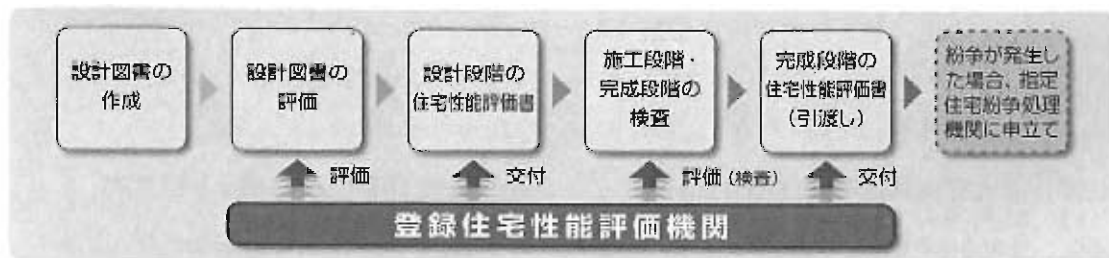 設計図書の
作成
設計図書の
評価
設計段階の
住宅性能評価書
施工段階・
完成段階の
検査
完成段階の
住宅性能評価書
(引渡し)
紛争が発生し
た場合、指定
住宅紛争処理
機関に申立て
評価
交付
評価(検査)
交付
登録住宅性能評価機関